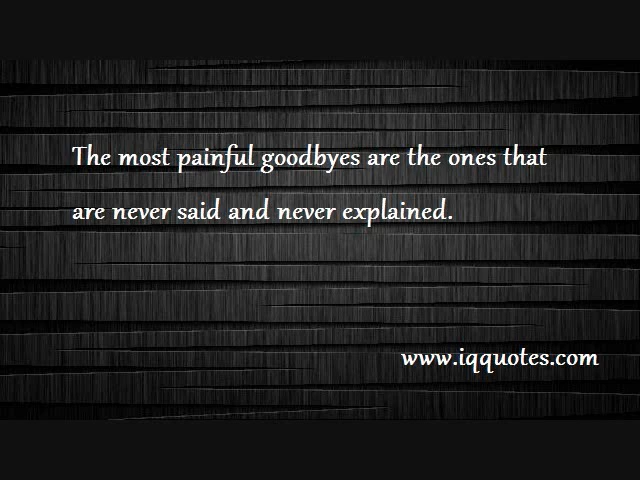 The most painful goodbyes are the ones that
are never said and never explained.
www.iqquotes.com